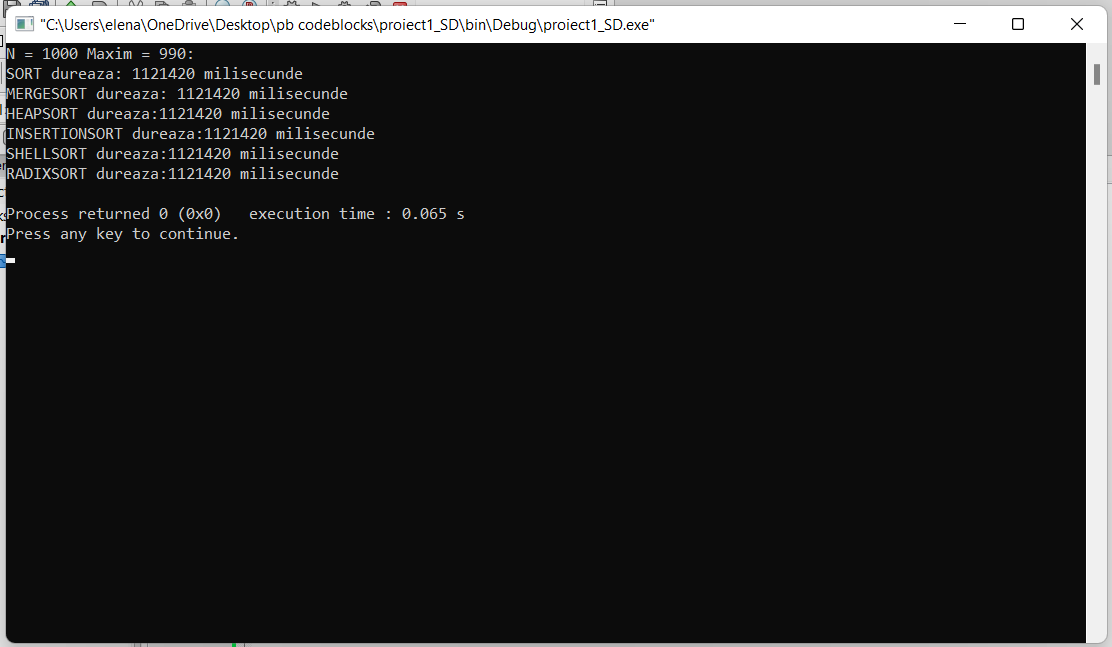 "C:\Users\elena\OneDrive\Desktop\pb codeblocks\proiect1_SD\bin\Debug\proiect1_SD.exe"
N = 1000 Maxim = 990:
SORT dureaza: 1121420 milisecunde
MERGESORT dureaza: 1121420 milisecunde
HEAPSORT dureaza:1121420 milisecunde
INSERTIONSORT dureaza:1121420 milisecunde
SHELLSORT dureaza:1121420 milisecunde
RADIXSORT dureaza:1121420 milisecunde
Process returned 0 (0x0)   execution time : 0.065 s
Press any key to continue.